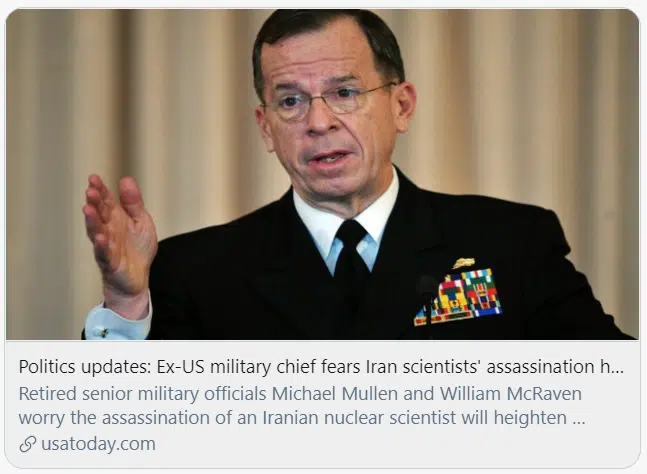 Politics updates: Ex-US military chief fears Iran scientists' assassination h...
Retired senior military officials Michael Mullen and William McRaven
worry the assassination of an Iranian nuclear scientist will heighten ...
usatoday.com